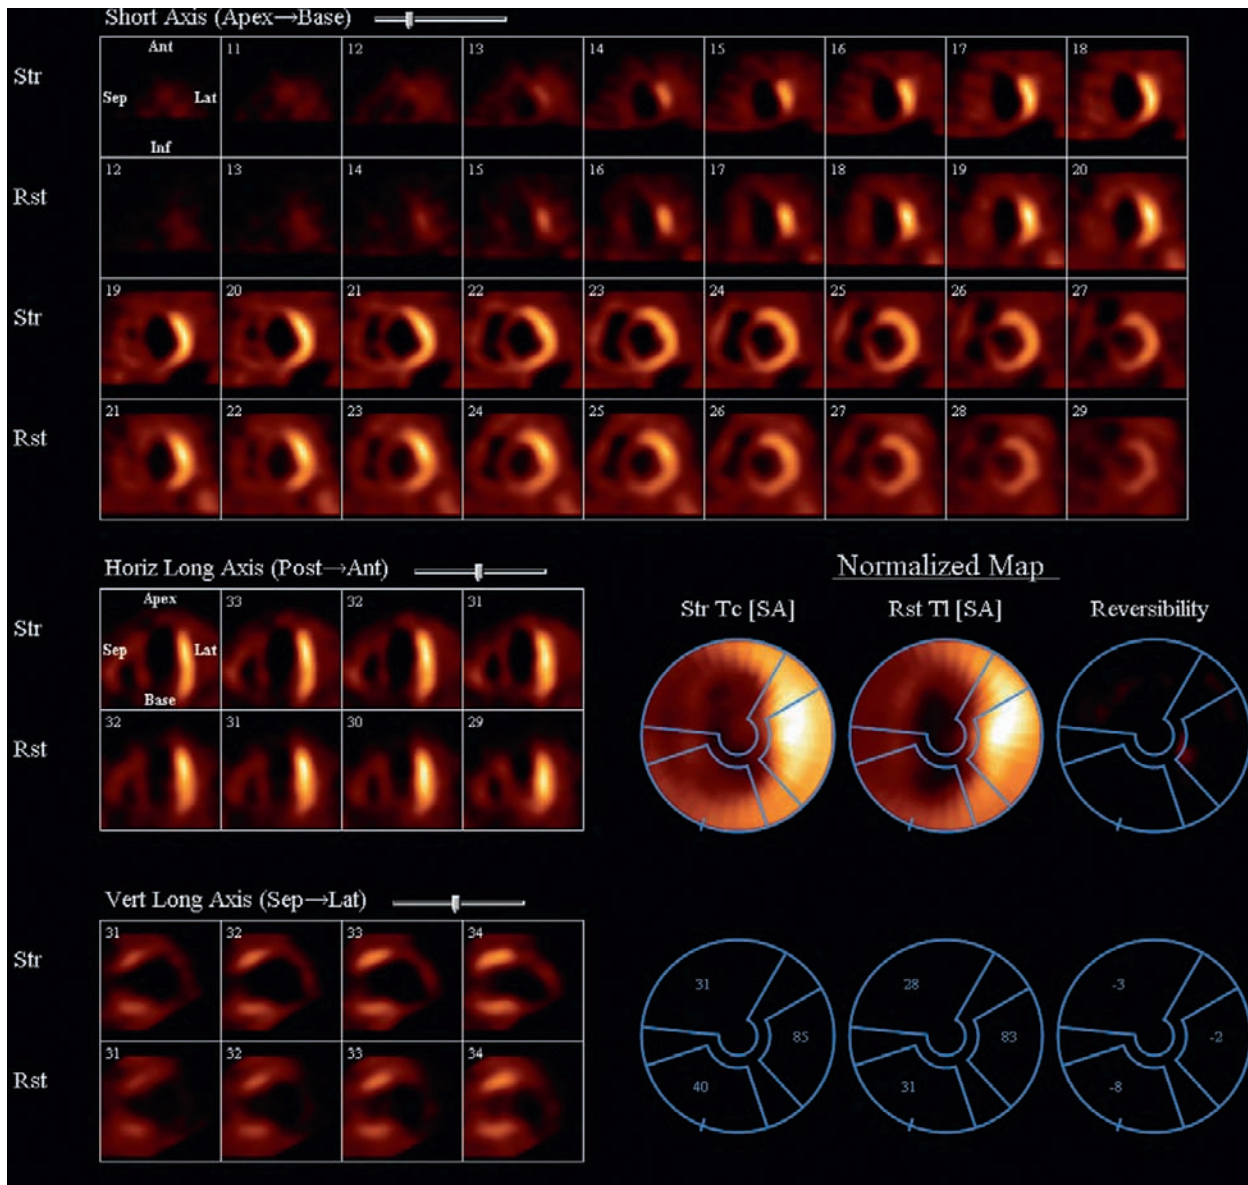 Short Axis (Apex→Base)
Str
Ant
Sep
Lat
Inf
11 12 13 14 15 16 17 18
Rst
12 13 14 15 16 17 18 19 20
Str
19 20 21 22 23 24 25 26 27
Rst
21 22 23 24 25 26 27 28 29
Horiz Long Axis (Post→Ant)
Str
Apex
Sep
Lat
Base
33 32 31
Rst
32 31 30 29
Normalized Map
Str Tc [SA] Rst Tl [SA] Reversibility
Vert Long Axis (Sep→Lat)
Str
31 32 33 34
Rst
31 32 33 34
31 28 -3
85 83 -2
40 31 -8